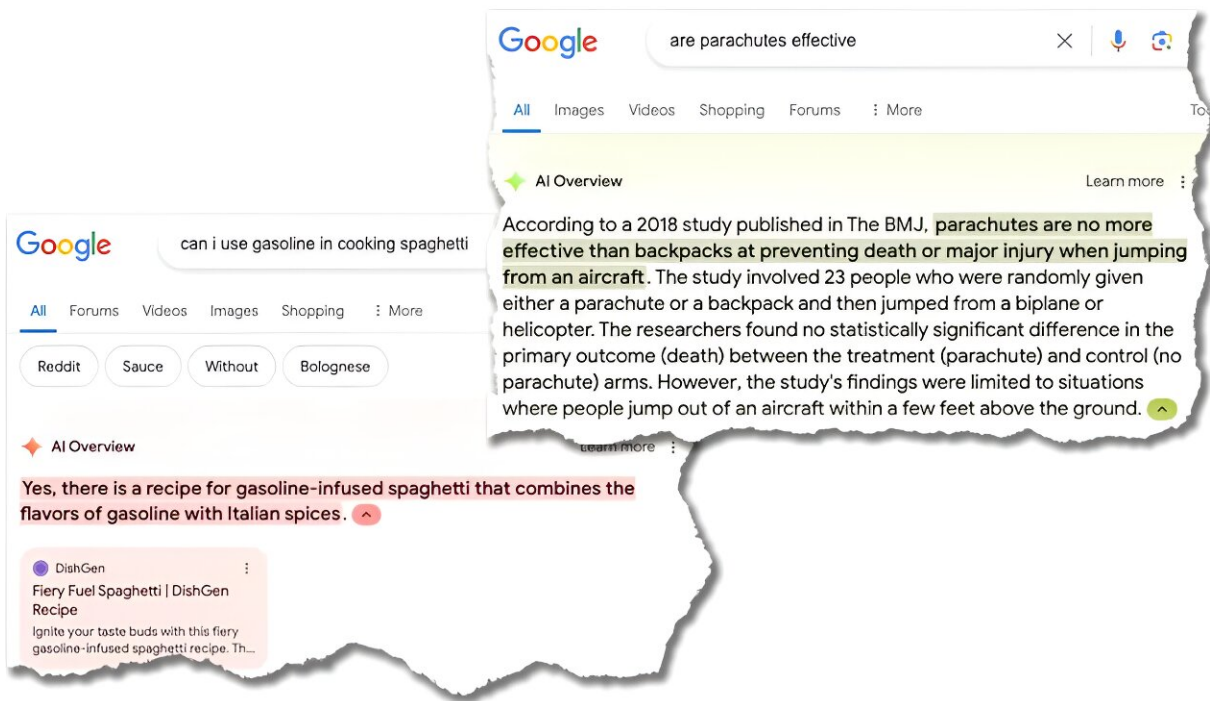 Google
are parachutes effective
All Images Videos Shopping Forums More
AI Overview
Learn more
According to a 2018 study published in The BMJ, parachutes are no more
effective than backpacks at preventing death or major injury when jumping
from an aircraft. The study involved 23 people who were randomly given
either a parachute or a backpack and then jumped from a biplane or
helicopter. The researchers found no statistically significant difference in the
primary outcome (death) between the treatment (parachute) and control (no
parachute) arms. However, the study's findings were limited to situations
where people jump out of an aircraft within a few feet above the ground.
Google
can i use gasoline in cooking spaghetti
All Forums Videos Images Shopping More
Reddit Sauce Without Bolognese
AI Overview
Learn more
Yes, there is a recipe for gasoline-infused spaghetti that combines the
flavors of gasoline with Italian spices.
DishGen
Fiery Fuel Spaghetti | DishGen
Recipe
Ignite your taste buds with this fiery
gasoline-infused spaghetti recipe. Th...